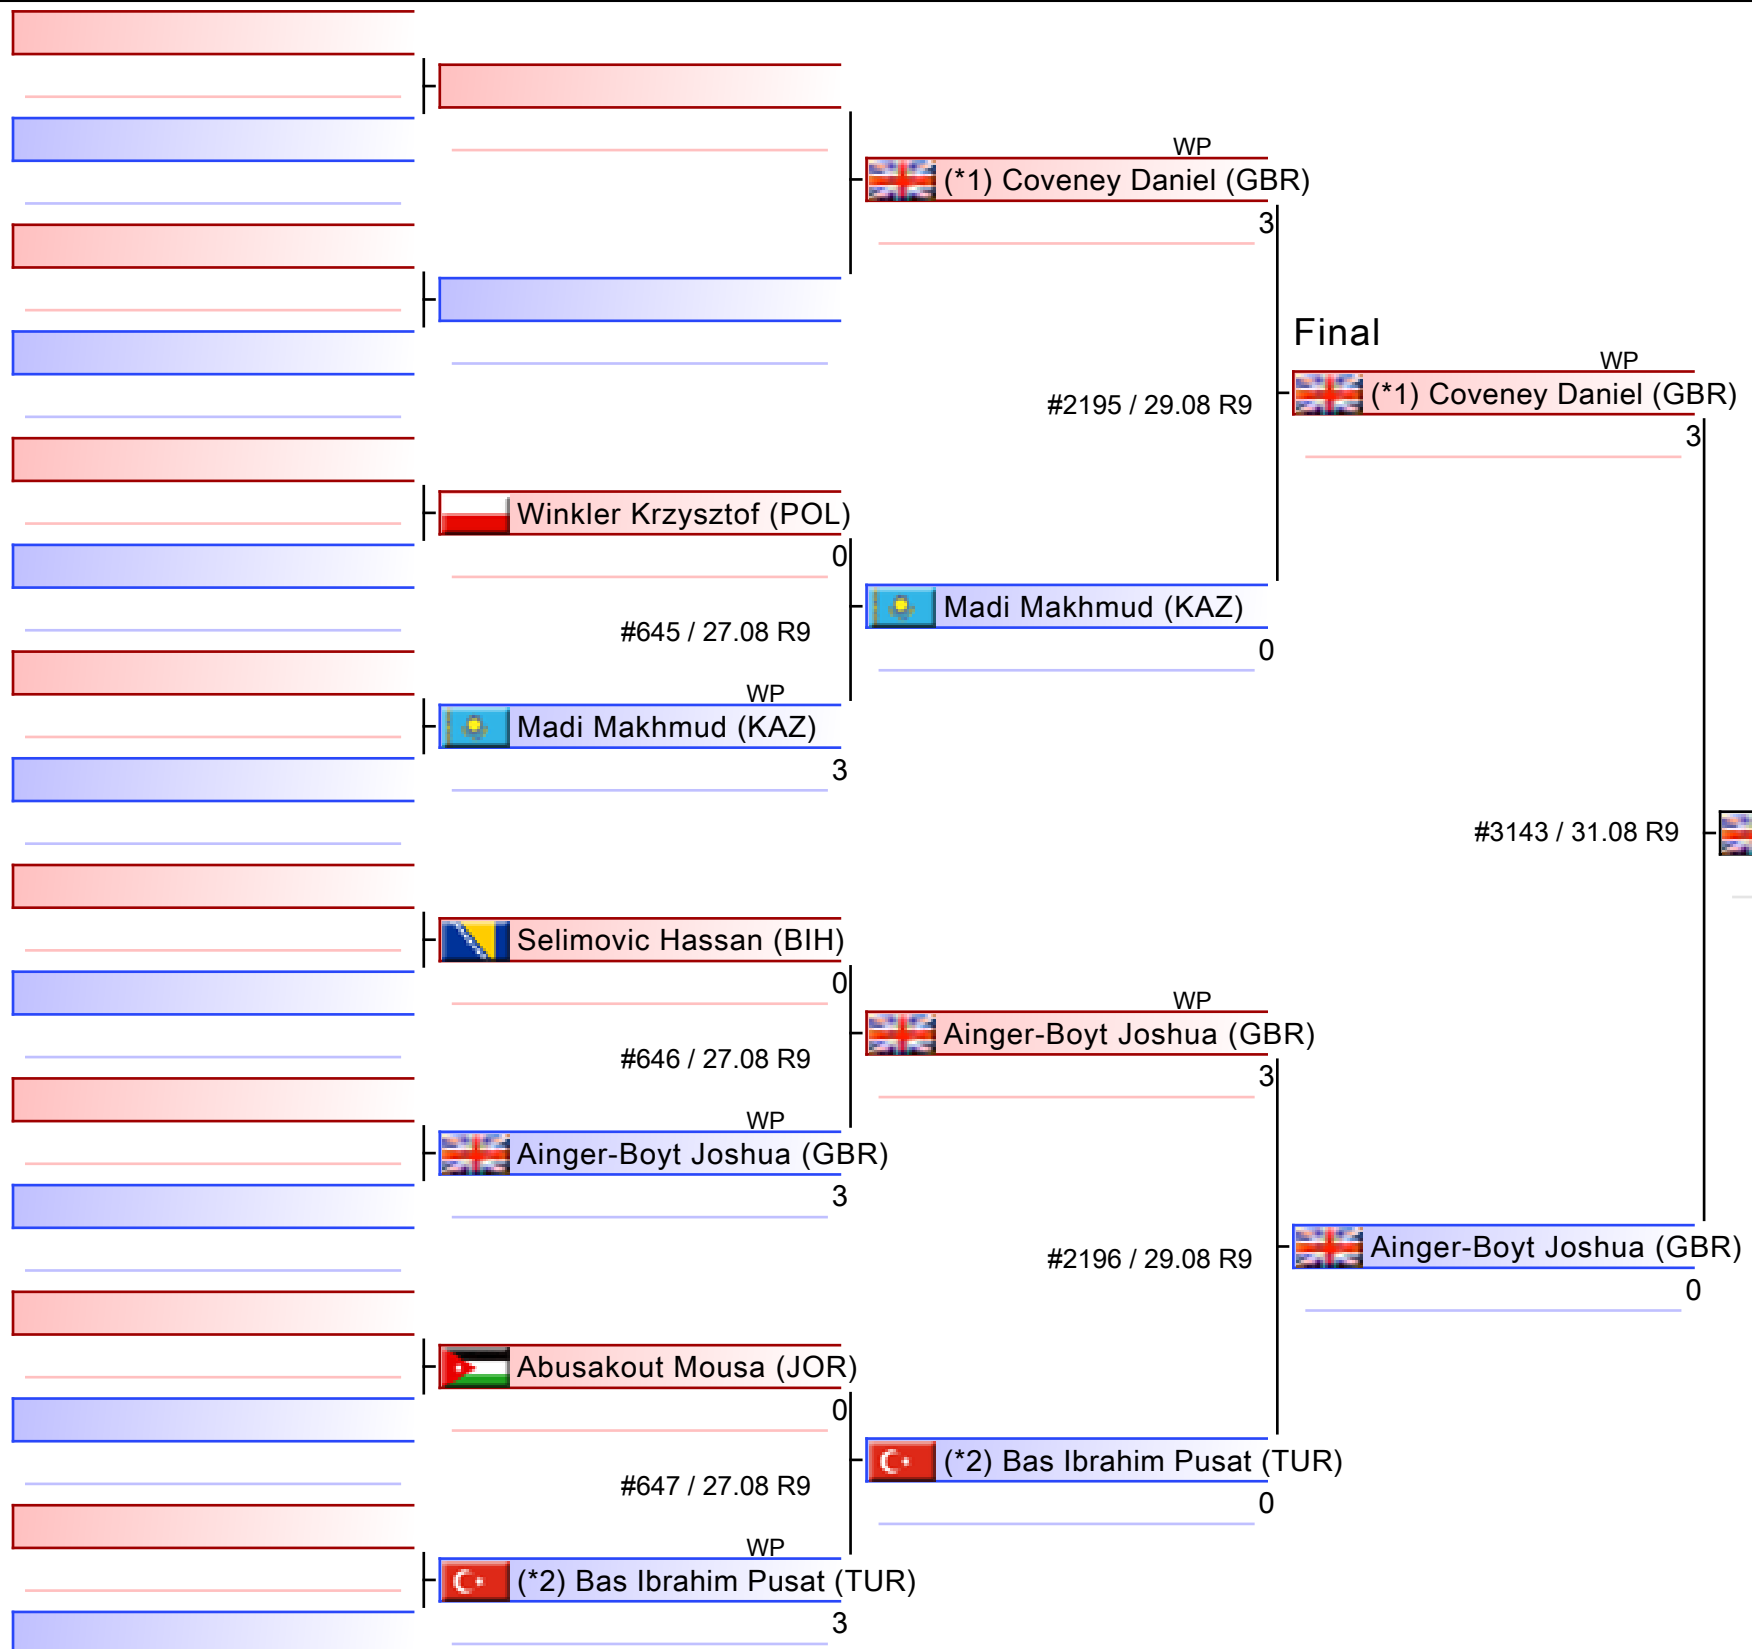 WP
(*1) Coveney Daniel (GBR)
3
Final
WP
#2195 / 29.08 R9
(*1) Coveney Daniel (GBR)
3
Winkler Krzysztof (POL)
0
Madi Makhmud (KAZ)
#645 / 27.08 R9
0
WP
Madi Makhmud (KAZ)
3
#3143 / 31.08 R9
Selimovic Hassan (BIH)
0
WP
Ainger-Boyt Joshua (GBR)
#646 / 27.08 R9
3
WP
Ainger-Boyt Joshua (GBR)
3
#2196 / 29.08 R9
Ainger-Boyt Joshua (GBR)
0
Abusakout Mousa (JOR)
0
(*2) Bas Ibrahim Pusat (TUR)
#647 / 27.08 R9
0
WP
(*2) Bas Ibrahim Pusat (TUR)
3